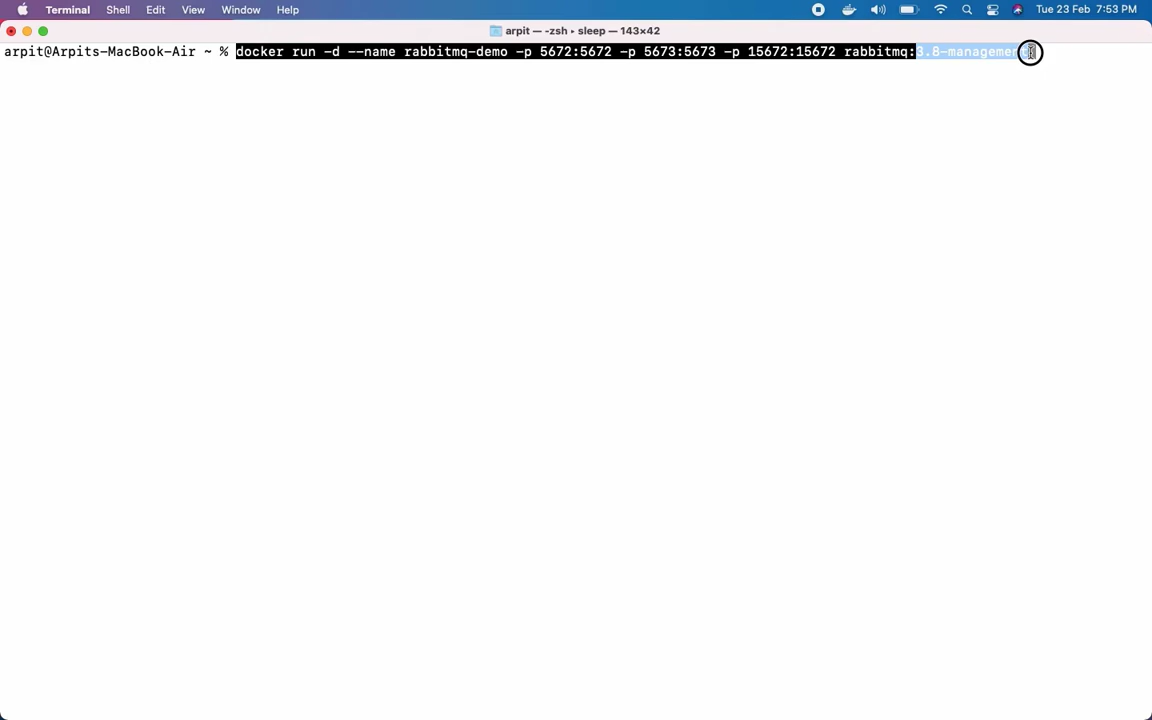 Terminal Shell Edit View Window Help Tue 23 Feb 7:53 PM
arpit — -zsh ▸ sleep — 143×42
arpit@Arpits-MacBook-Air ~ % docker run -d --name rabbitmq-demo -p 5672:5672 -p 5673:5673 -p 15672:15672 rabbitmq:3.8-management